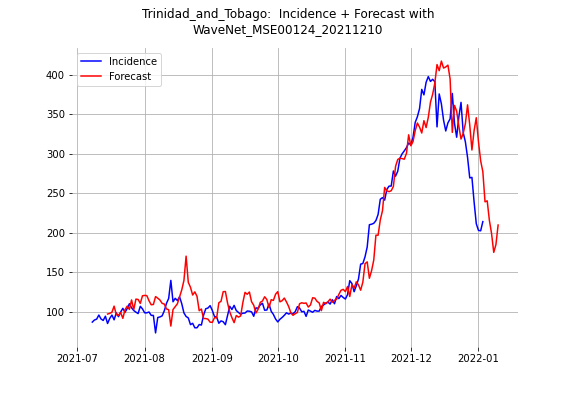 Trinidad_and_Tobago:  Incidence + Forecast with
WaveNet_MSE00124_20211210
Incidence
Forecast
400
350
300
250
200
150
100
2021-07 2021-08 2021-09 2021-10 2021-11 2021-12 2022-01